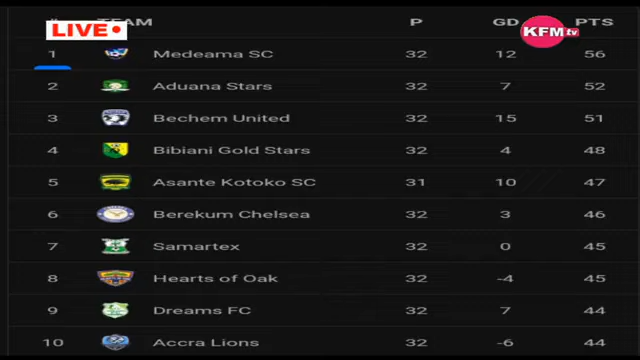 # TEAM P GD PTS
LIVE
KFM tv
1 Medeama SC 32 12 56
2 Aduana Stars 32 7 52
3 Bechem United 32 15 51
4 Bibiani Gold Stars 32 4 48
5 Asante Kotoko SC 31 10 47
6 Berekum Chelsea 32 3 46
7 Samartex 32 0 45
8 Hearts of Oak 32 -4 45
9 Dreams FC 32 7 44
10 Accra Lions 32 -6 44